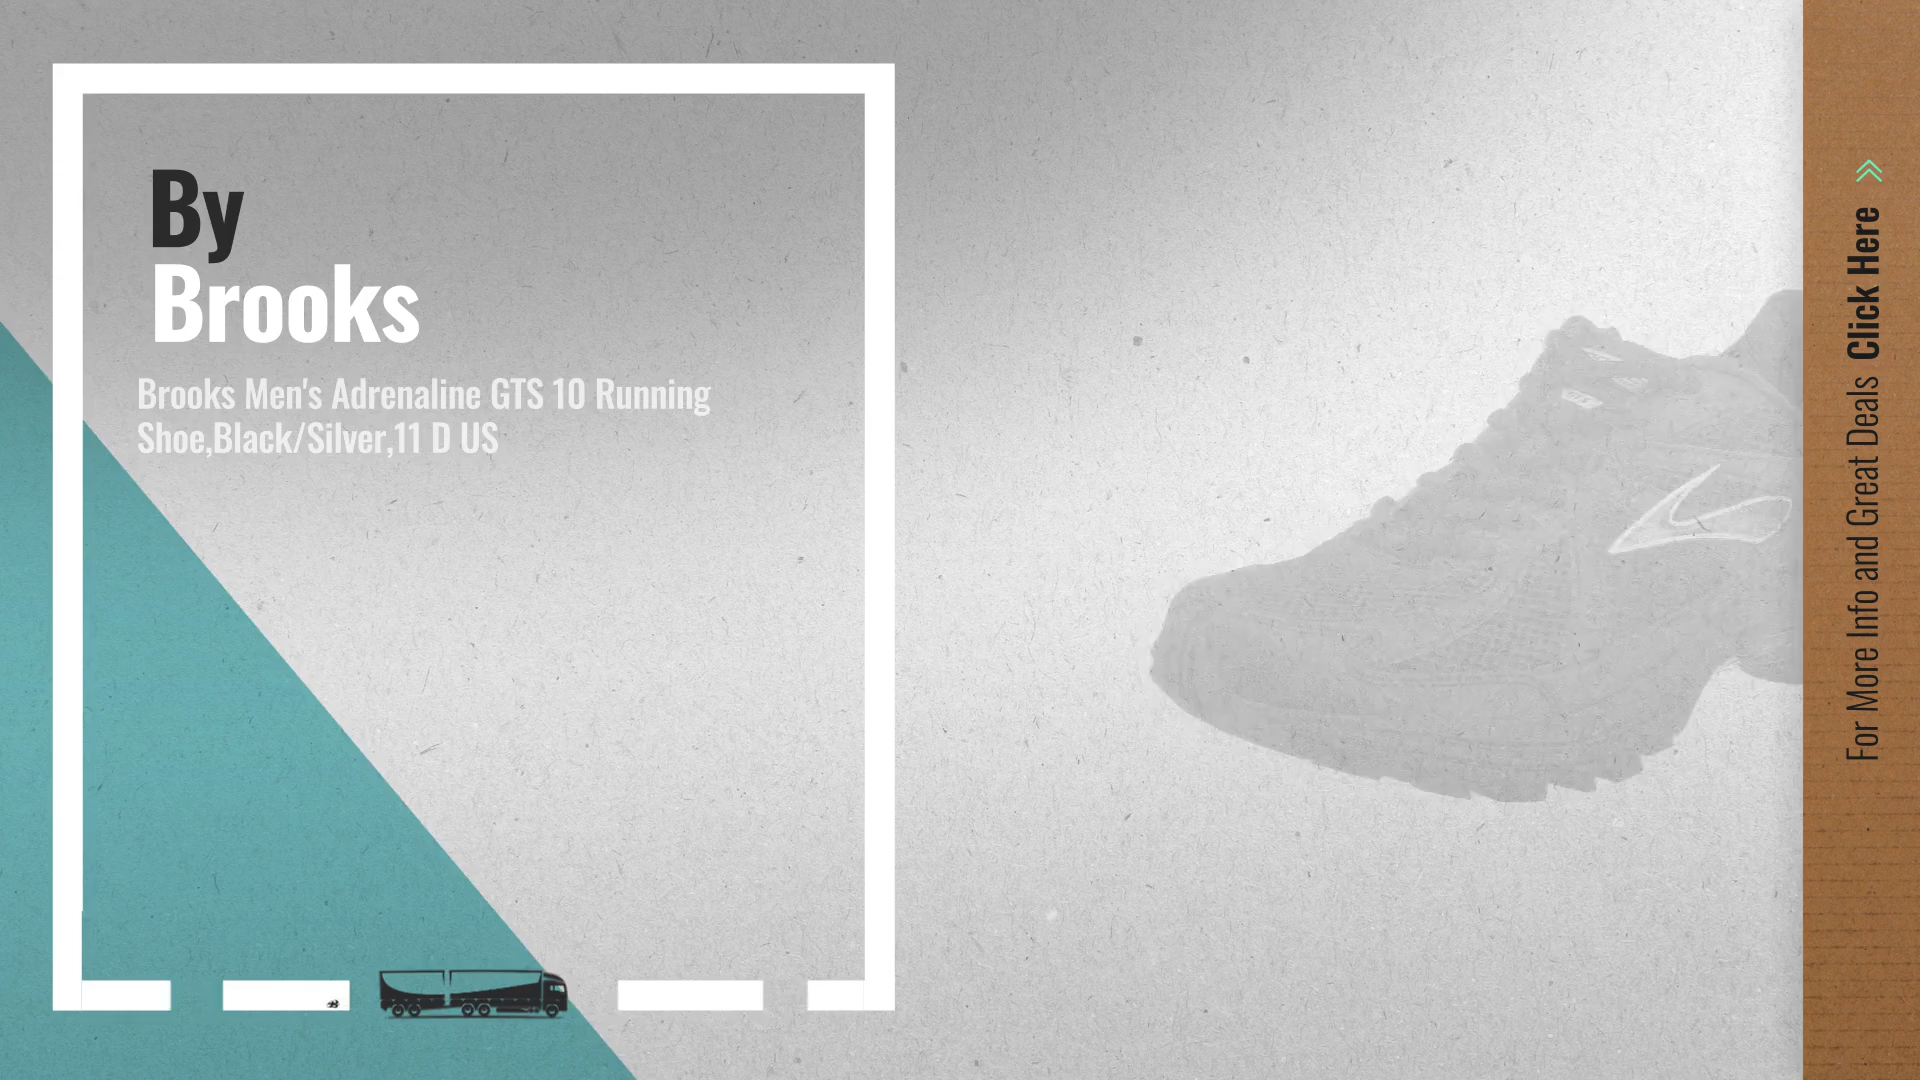 By
Brooks
Brooks Men's Adrenaline GTS 10 Running
Shoe,Black/Silver,11 D US
For More Info and Great Deals Click Here